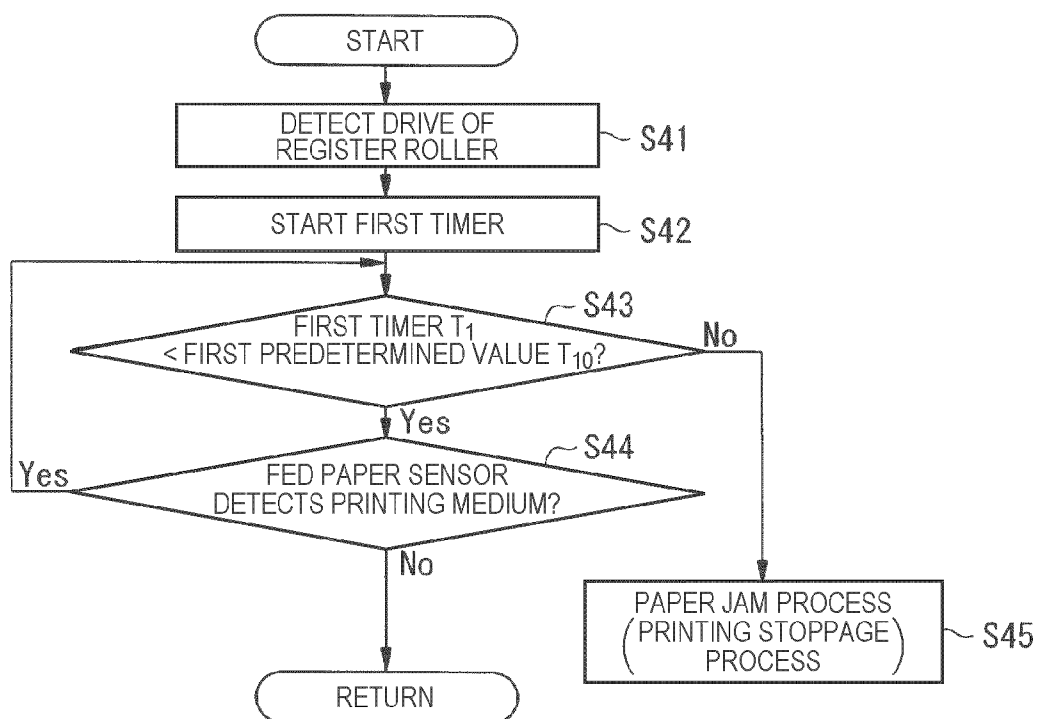 START
DETECT DRIVE OF
REGISTER ROLLER
S41
START FIRST TIMER
S42
S43
FIRST TIMER T1
< FIRST PREDETERMINED VALUE T10?
No
Yes
S44
Yes
FED PAPER SENSOR
DETECTS PRINTING MEDIUM?
No
PAPER JAM PROCESS
(PRINTING STOPPAGE
PROCESS)
S45
RETURN